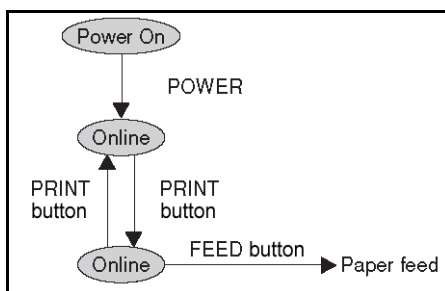 Power On
POWER
Online
PRINT
button
PRINT
button
FEED button
Online
Paper feed